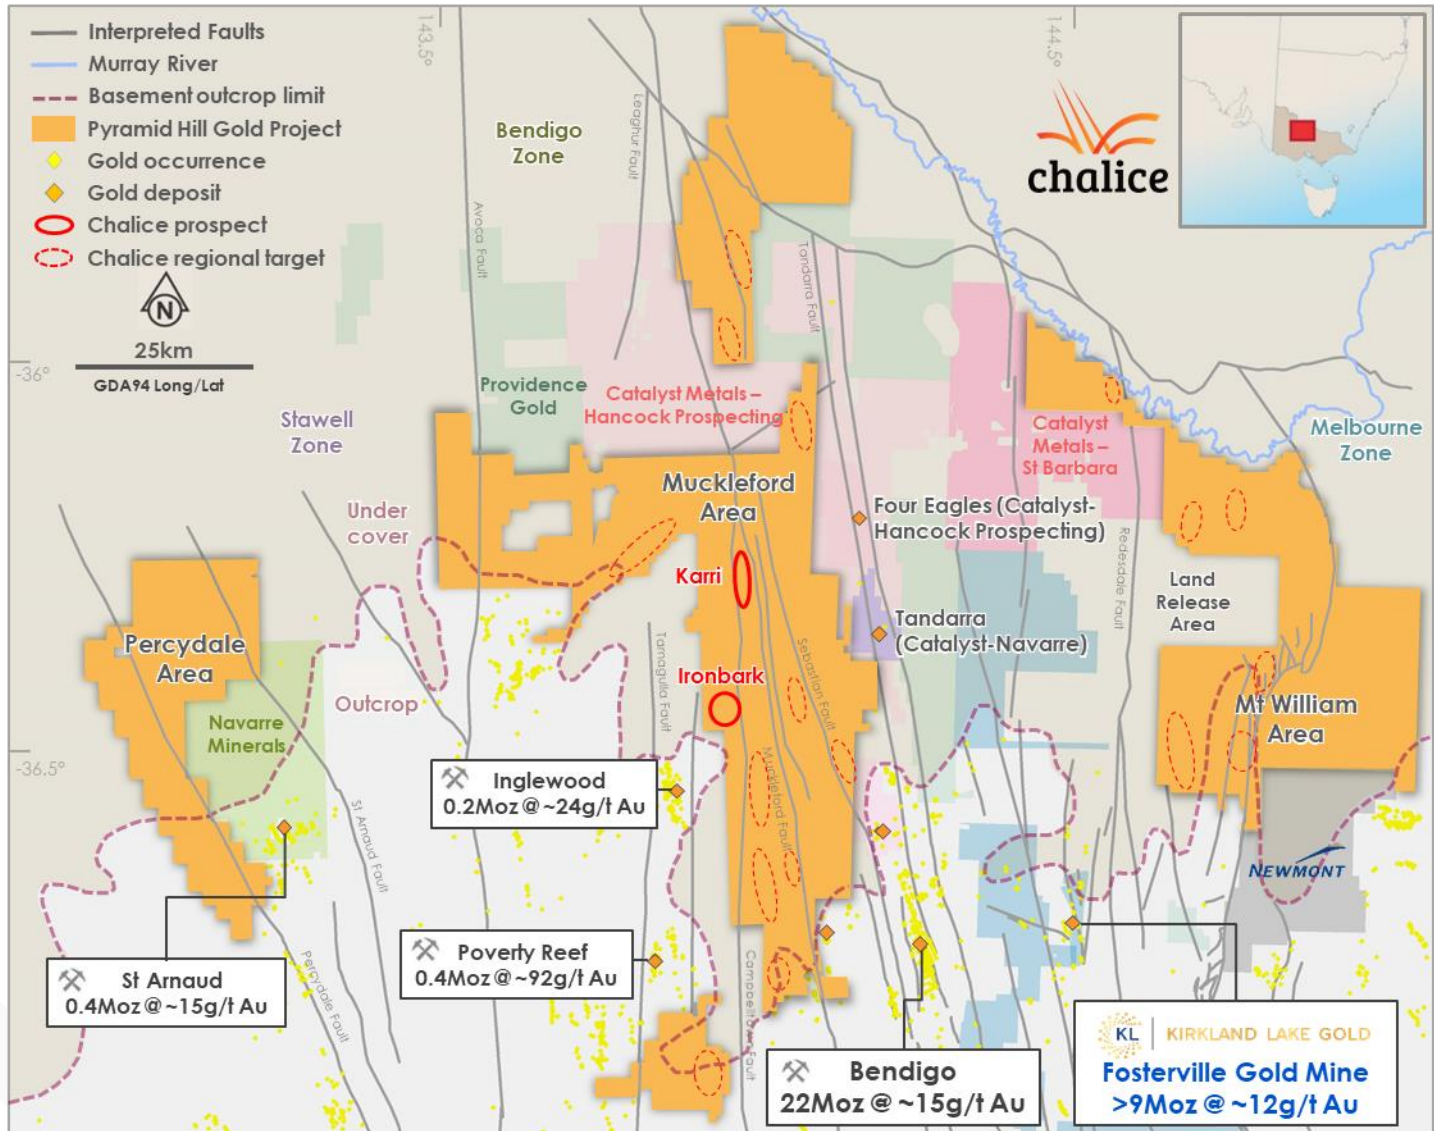 Interpreted Faults
Murray River
Basement outcrop limit
Pyramid Hill Gold Project
Gold occurrence
Gold deposit
Chalice prospect
Chalice regional target
N
25km
GDA94 Long/Lat
143.5°
144.5°
-36°
-36.5°
chalice
Bendigo
Zone
Leaghur Fault
Avoca Fault
Tandarra Fault
Providence
Gold
Catalyst Metals –
Hancock Prospecting
Catalyst
Metals –
St Barbara
Melbourne
Zone
Stawell
Zone
Under
cover
Muckleford
Area
Four Eagles (Catalyst-
Hancock Prospecting)
Redesdale Fault
Land
Release
Area
Karri
Tandarra
(Catalyst-Navarre)
Percydale
Area
Outcrop
Tarnagulla Fault
Ironbark
Sebastian Fault
Mt William
Area
Navarre
Minerals
Inglewood
0.2Moz @ ~24g/t Au
Muckleford Fault
St Arnaud Fault
NEWMONT
Poverty Reef
0.4Moz @ ~92g/t Au
St Arnaud
0.4Moz @ ~15g/t Au
Percydale Fault
Campbelltown Fault
Bendigo
22Moz @ ~15g/t Au
KL
KIRKLAND LAKE GOLD
Fosterville Gold Mine
>9Moz @ ~12g/t Au